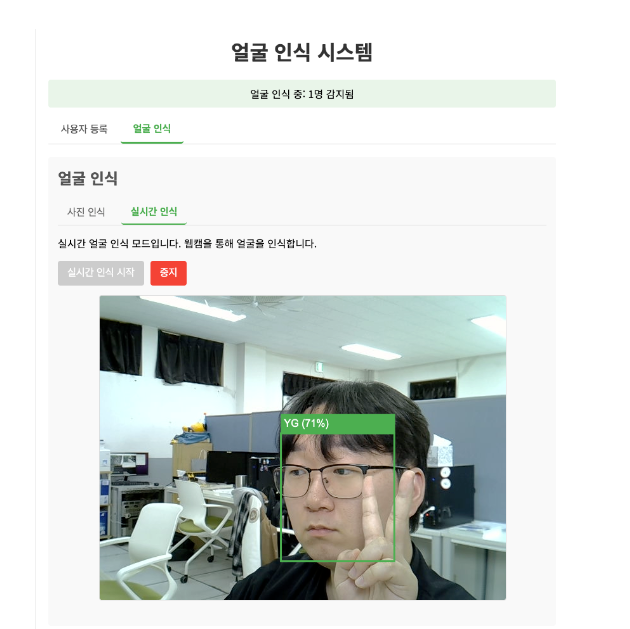 얼굴 인식 시스템
얼굴 인식 중: 1명 감지됨
사용자 등록 얼굴 인식
얼굴 인식
사진 인식 실시간 인식
실시간 얼굴 인식 모드입니다. 웹캠을 통해 얼굴을 인식합니다.
실시간 인식 시작 중지
YG (71%)